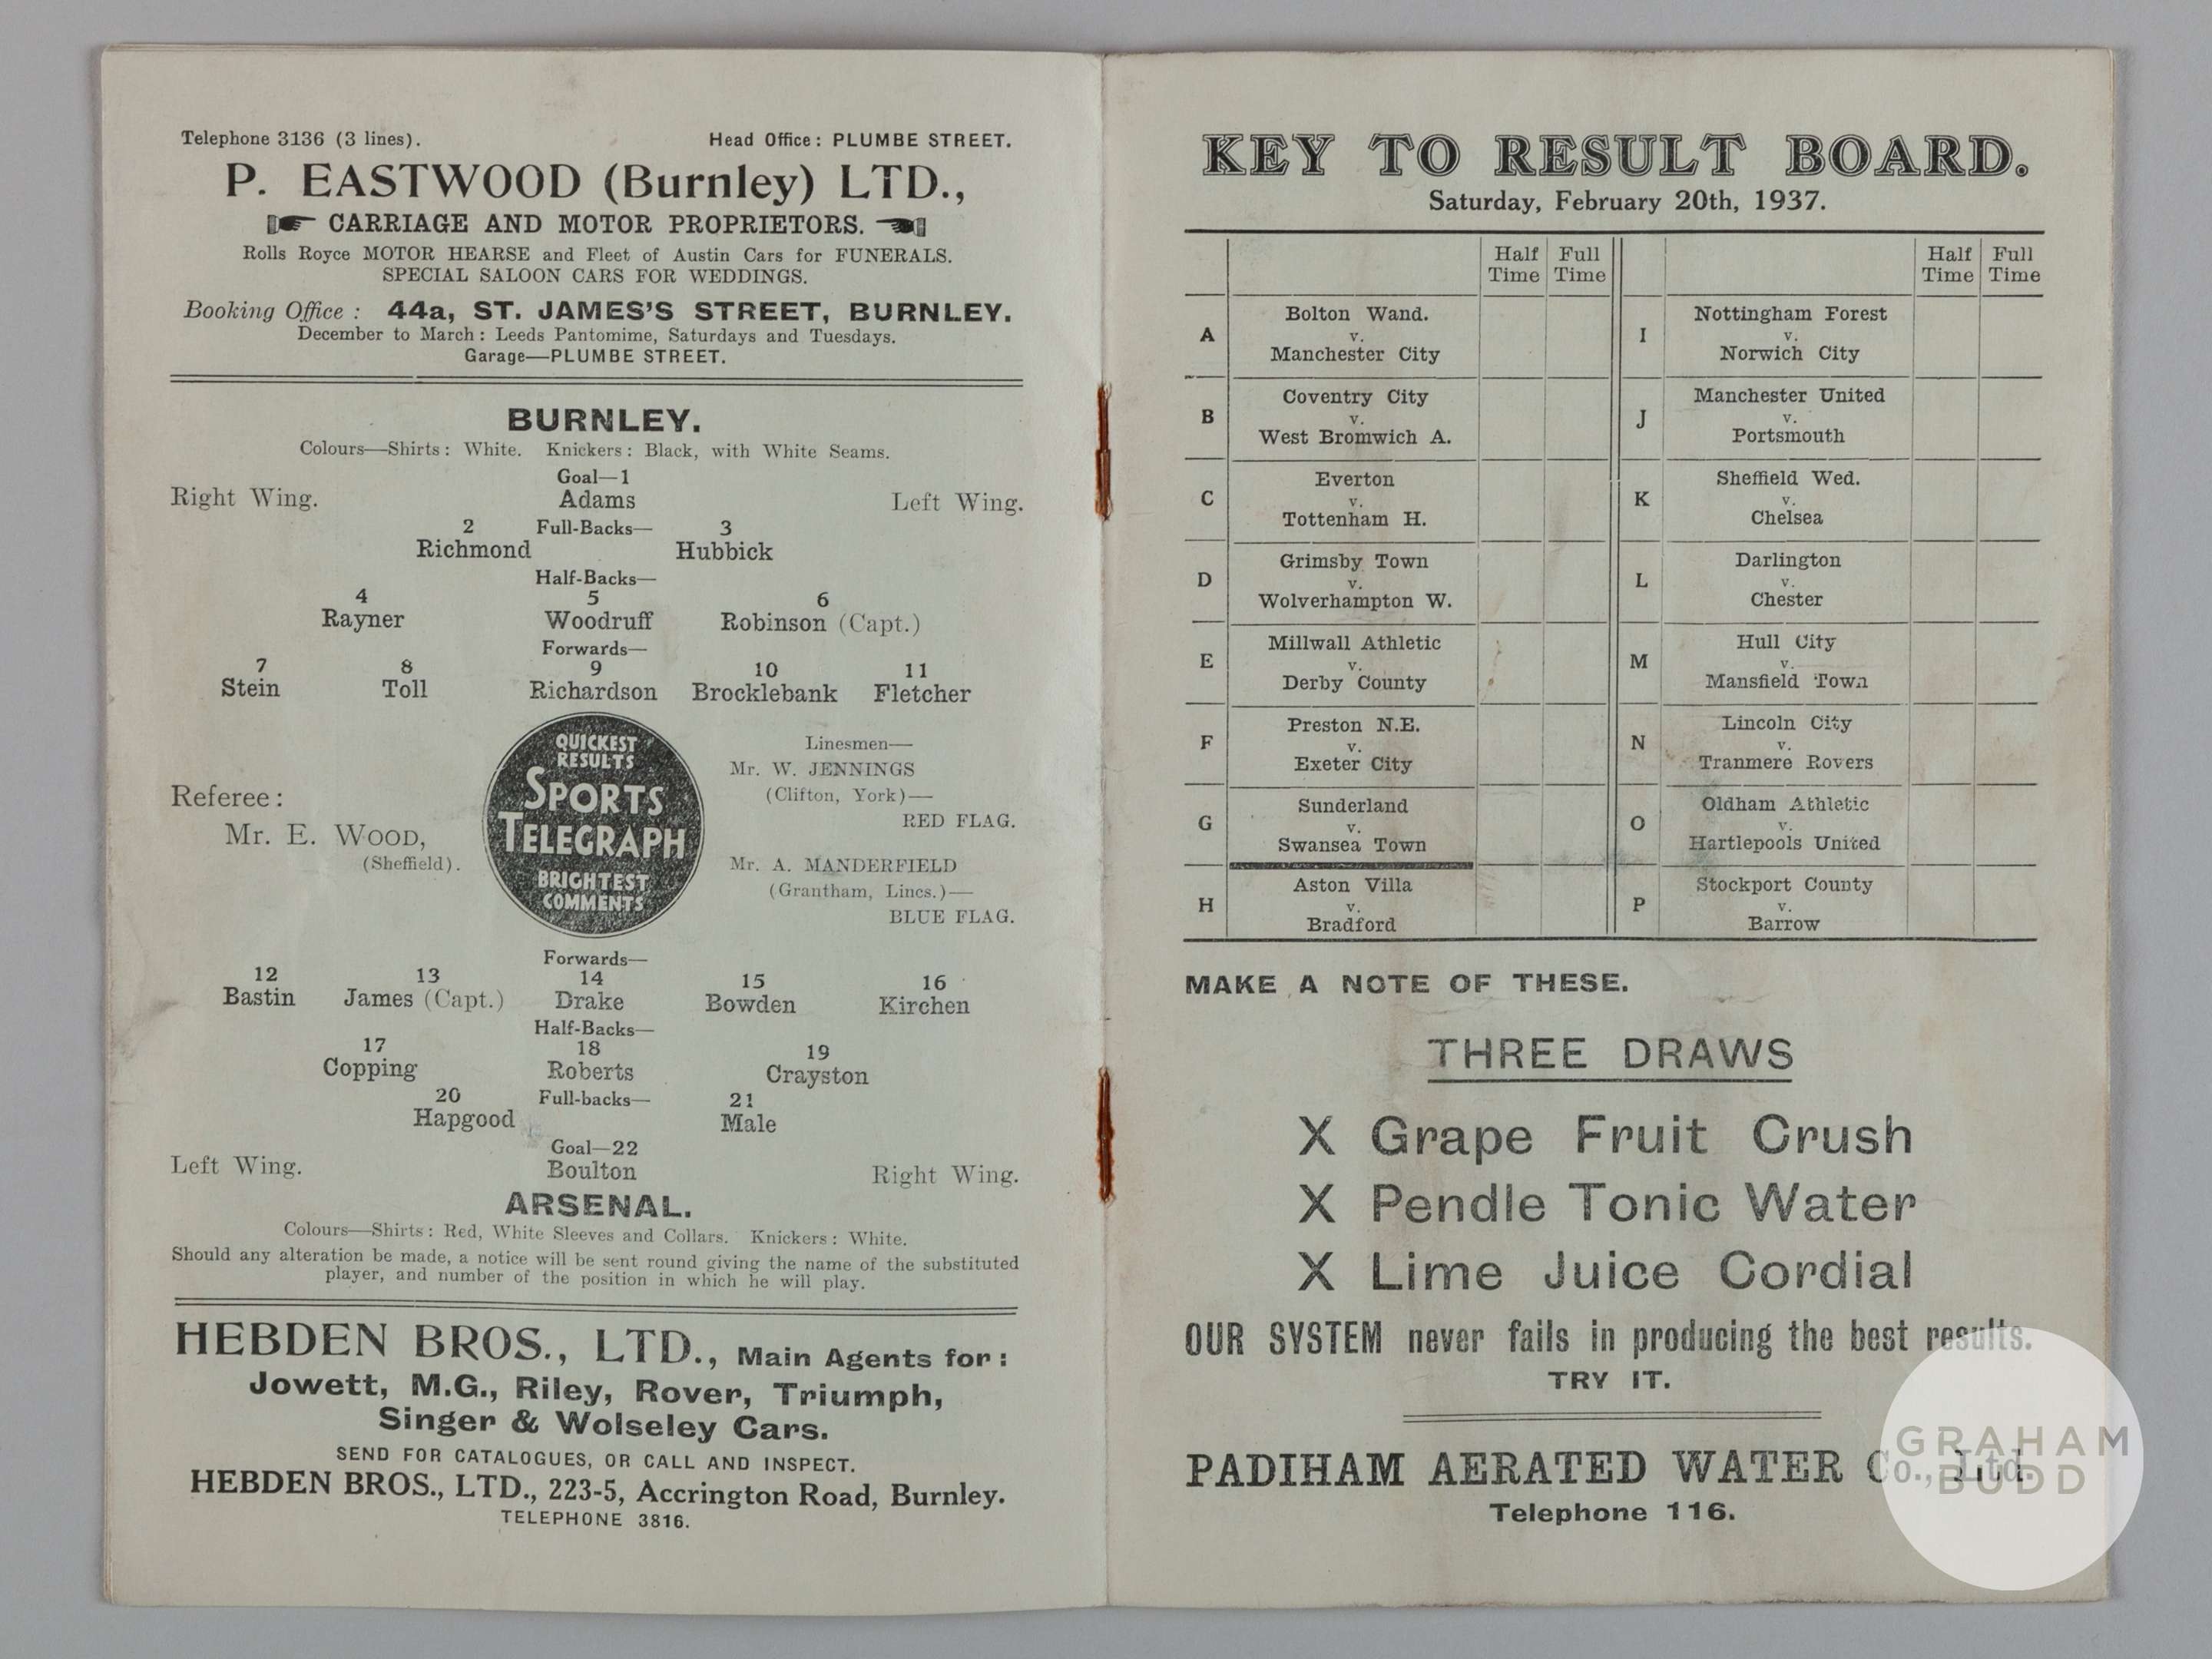 Telephone 3136 (3 lines). Head Office: PLUMBE STREET.
P. EASTWOOD (Burnley) LTD.,
CARRIAGE AND MOTOR PROPRIETORS.
Rolls Royce MOTOR HEARSE and Fleet of Austin Cars for FUNERALS.
SPECIAL SALOON CARS FOR WEDDINGS.
Booking Office: 44a, ST. JAMES'S STREET, BURNLEY.
December to March: Leeds Pantomime, Saturdays and Tuesdays.
Garage—PLUMBE STREET.
BURNLEY.
Colours—Shirts: White. Knickers: Black, with White Seams.
Goal—1
Right Wing. Adams Left Wing.
2 Full-Backs— 3
Richmond Hubbick
Half-Backs—
4 5 6
Rayner Woodruff Robinson (Capt.)
Forwards—
7 8 9 10 11
Stein Toll Richardson Brocklebank Fletcher
Referee:
Mr. E. WOOD,
(Sheffield).
QUICKEST
RESULTS
SPORTS
TELEGRAPH
BRIGHTEST
COMMENTS
Linesmen—
Mr. W. JENNINGS
(Clifton, York)—
RED FLAG.
Mr. A. MANDERFIELD
(Grantham, Lincs.)—
BLUE FLAG.
Forwards—
12 13 14 15 16
Bastin James (Capt.) Drake Bowden Kirchen
Half-Backs—
17 18 19
Copping Roberts Crayston
20 Full-backs— 21
Hapgood Male
Goal—22
Left Wing. Boulton Right Wing.
ARSENAL.
Colours—Shirts: Red, White Sleeves and Collars. Knickers: White.
Should any alteration be made, a notice will be sent round giving the name of the substituted
player, and number of the position in which he will play.
HEBDEN BROS., LTD., Main Agents for:
Jowett, M.G., Riley, Rover, Triumph,
Singer & Wolseley Cars.
SEND FOR CATALOGUES, OR CALL AND INSPECT.
HEBDEN BROS., LTD., 223-5, Accrington Road, Burnley.
TELEPHONE 3816.
KEY TO RESULT BOARD.
Saturday, February 20th, 1937.
Half Time Full Time Half Time Full Time
A Bolton Wand. v. Manchester City
B Coventry City v. West Bromwich A.
C Everton v. Tottenham H.
D Grimsby Town v. Wolverhampton W.
E Millwall Athletic v. Derby County
F Preston N.E. v. Exeter City
G Sunderland v. Swansea Town
H Aston Villa v. Bradford
I Nottingham Forest v. Norwich City
J Manchester United v. Portsmouth
K Sheffield Wed. v. Chelsea
L Darlington v. Chester
M Hull City v. Mansfield Town
N Lincoln City v. Tranmere Rovers
O Oldham Athletic v. Hartlepools United
P Stockport County v. Barrow
MAKE A NOTE OF THESE.
THREE DRAWS
X Grape Fruit Crush
X Pendle Tonic Water
X Lime Juice Cordial
OUR SYSTEM never fails in producing the best results.
TRY IT.
PADIHAM AERATED WATER Co., Ltd.
Telephone 116.
GRAHAM
BUDD